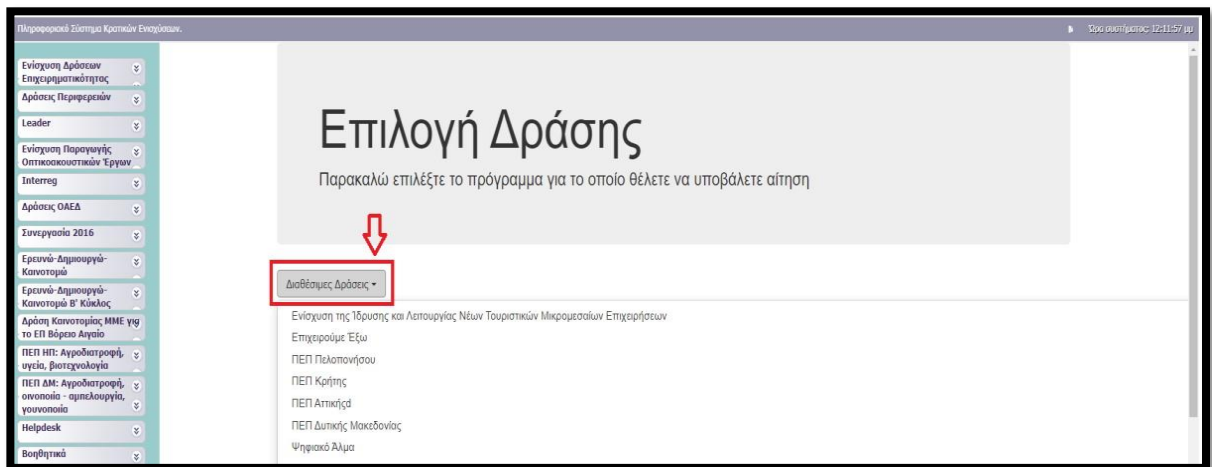 Πληροφοριακό Σύστημα Κρατικών Ενισχύσεων.
Ώρα συστήματος: 12:11:57 μμ
Ενίσχυση Δράσεων
Επιχειρηματικότητας
Δράσεις Περιφερειών
Leader
Ενίσχυση Παραγωγής
Οπτικοακουστικών Έργων
Interreg
Δράσεις ΟΑΕΔ
Συνεργασία 2016
Ερευνώ-Δημιουργώ-
Καινοτομώ
Ερευνώ-Δημιουργώ-
Καινοτομώ Β' Κύκλος
Δράση Καινοτομίας ΜΜΕ για
το ΕΠ Βόρειο Αιγαίο
ΠΕΠ ΗΠ: Αγροδιατροφή,
υγεία, βιοτεχνολογία
ΠΕΠ ΔΜ: Αγροδιατροφή,
οινοποιία - αμπελουργία,
γουνοποιία
Helpdesk
Βοηθητικά
Επιλογή Δράσης
Παρακαλώ επιλέξτε το πρόγραμμα για το οποίο θέλετε να υποβάλετε αίτηση
Διαθέσιμες Δράσεις
Ενίσχυση της Ίδρυσης και Λειτουργίας Νέων Τουριστικών Μικρομεσαίων Επιχειρήσεων
Επιχειρούμε Έξω
ΠΕΠ Πελοπονήσου
ΠΕΠ Κρήτης
ΠΕΠ Αττικήςd
ΠΕΠ Δυτικής Μακεδονίας
Ψηφιακό Άλμα